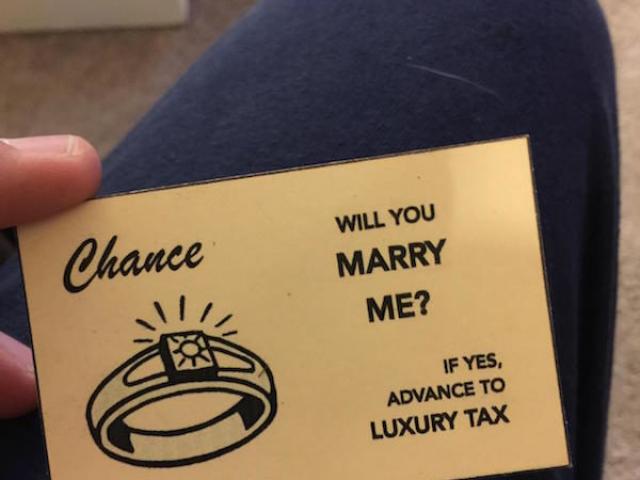 Chance
WILL YOU
MARRY
ME?
IF YES,
ADVANCE TO
LUXURY TAX